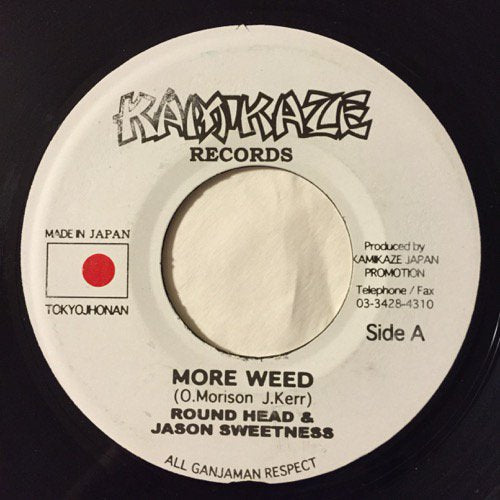 KAMIKAZE
RECORDS
MADE IN JAPAN
TOKYOJHONAN
Produced by
KAMIKAZE JAPAN
PROMOTION
Telephone / Fax
03-3428-4310
Side A
MORE WEED
(O.Morison J.Kerr)
ROUND HEAD &
JASON SWEETNESS
ALL GANJAMAN RESPECT